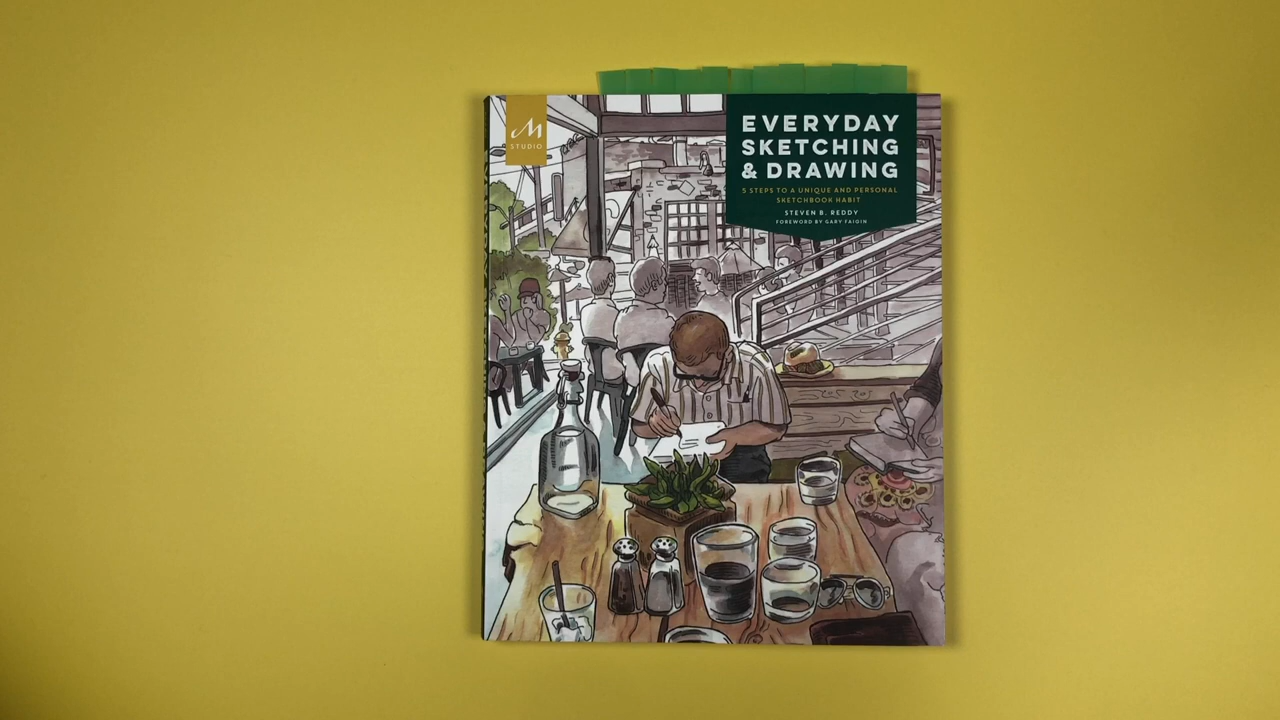 M
STUDIO
EVERYDAY
SKETCHING
& DRAWING
5 STEPS TO A UNIQUE AND PERSONAL
SKETCHBOOK HABIT
STEVEN B. REDDY
FOREWORD BY GARY FAIGIN